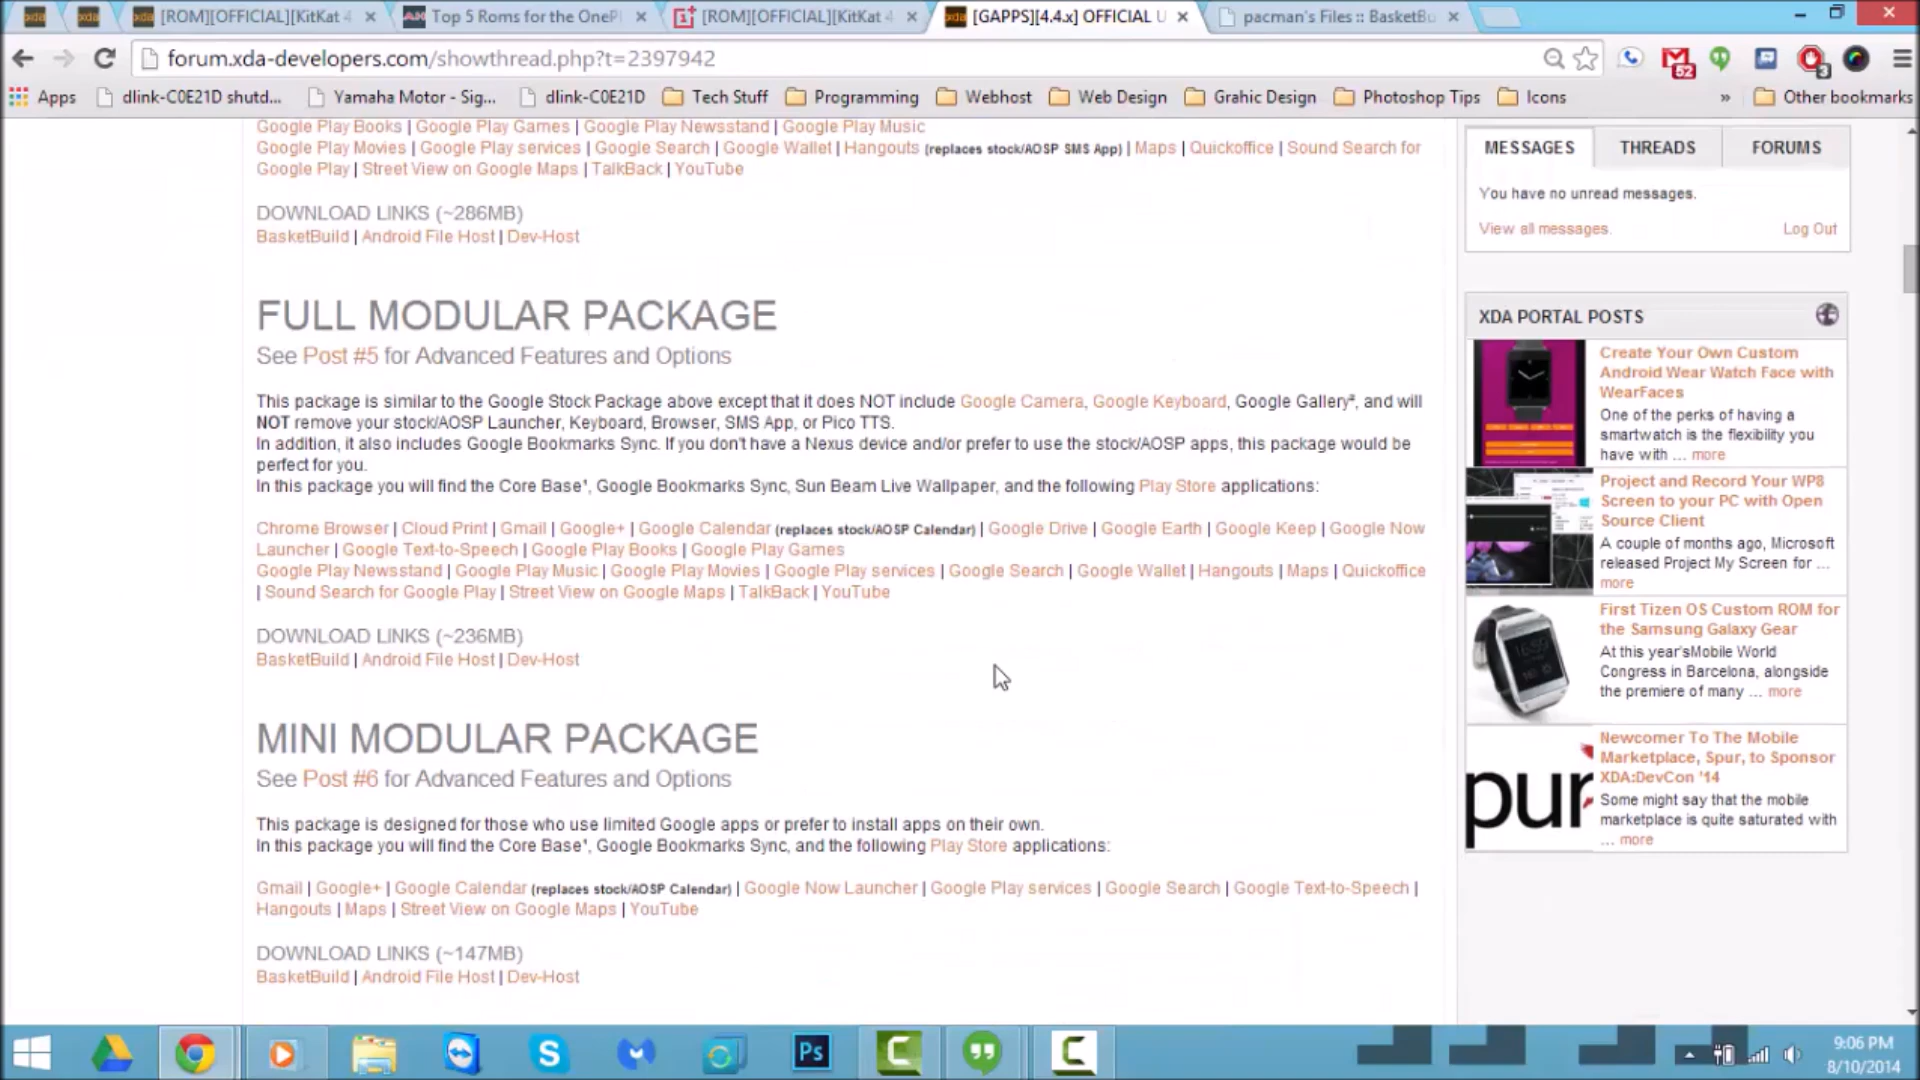 [ROM][OFFICIAL][KitKat 4
Top 5 Roms for the OnePl
[ROM][OFFICIAL][KitKat 4
[GAPPS][4.4.x] OFFICIAL U
pacman's Files :: BasketBu
forum.xda-developers.com/showthread.php?t=2397942
52
3
Apps
dlink-C0E21D shutd...
Yamaha Motor - Sig...
dlink-C0E21D
Tech Stuff
Programming
Webhost
Web Design
Grahic Design
Photoshop Tips
Icons
»
Other bookmarks
Google Play Books | Google Play Games | Google Play Newsstand | Google Play Music
Google Play Movies | Google Play services | Google Search | Google Wallet | Hangouts (replaces stock/AOSP SMS App) | Maps | Quickoffice | Sound Search for
Google Play | Street View on Google Maps | TalkBack | YouTube
DOWNLOAD LINKS (~286MB)
BasketBuild | Android File Host | Dev-Host
FULL MODULAR PACKAGE
See Post #5 for Advanced Features and Options
This package is similar to the Google Stock Package above except that it does NOT include Google Camera, Google Keyboard, Google Gallery², and will
NOT remove your stock/AOSP Launcher, Keyboard, Browser, SMS App, or Pico TTS.
In addition, it also includes Google Bookmarks Sync. If you don't have a Nexus device and/or prefer to use the stock/AOSP apps, this package would be
perfect for you.
In this package you will find the Core Base¹, Google Bookmarks Sync, Sun Beam Live Wallpaper, and the following Play Store applications:
Chrome Browser | Cloud Print | Gmail | Google+ | Google Calendar (replaces stock/AOSP Calendar) | Google Drive | Google Earth | Google Keep | Google Now
Launcher | Google Text-to-Speech | Google Play Books | Google Play Games
Google Play Newsstand | Google Play Music | Google Play Movies | Google Play services | Google Search | Google Wallet | Hangouts | Maps | Quickoffice
| Sound Search for Google Play | Street View on Google Maps | TalkBack | YouTube
DOWNLOAD LINKS (~236MB)
BasketBuild | Android File Host | Dev-Host
MINI MODULAR PACKAGE
See Post #6 for Advanced Features and Options
This package is designed for those who use limited Google apps or prefer to install apps on their own.
In this package you will find the Core Base¹, Google Bookmarks Sync, and the following Play Store applications:
Gmail | Google+ | Google Calendar (replaces stock/AOSP Calendar) | Google Now Launcher | Google Play services | Google Search | Google Text-to-Speech |
Hangouts | Maps | Street View on Google Maps | YouTube
DOWNLOAD LINKS (~147MB)
BasketBuild | Android File Host | Dev-Host
MESSAGES
THREADS
FORUMS
You have no unread messages.
View all messages.
Log Out
XDA PORTAL POSTS
Create Your Own Custom
Android Wear Watch Face with
WearFaces
One of the perks of having a
smartwatch is the flexibility you
have with ... more
Project and Record Your WP8
Screen to your PC with Open
Source Client
A couple of months ago, Microsoft
released Project My Screen for ...
more
First Tizen OS Custom ROM for
the Samsung Galaxy Gear
At this year'sMobile World
Congress in Barcelona, alongside
the premiere of many ... more
Newcomer To The Mobile
Marketplace, Spur, to Sponsor
XDA:DevCon '14
Some might say that the mobile
marketplace is quite saturated with
... more
pur
Ps
9:06 PM
8/10/2014